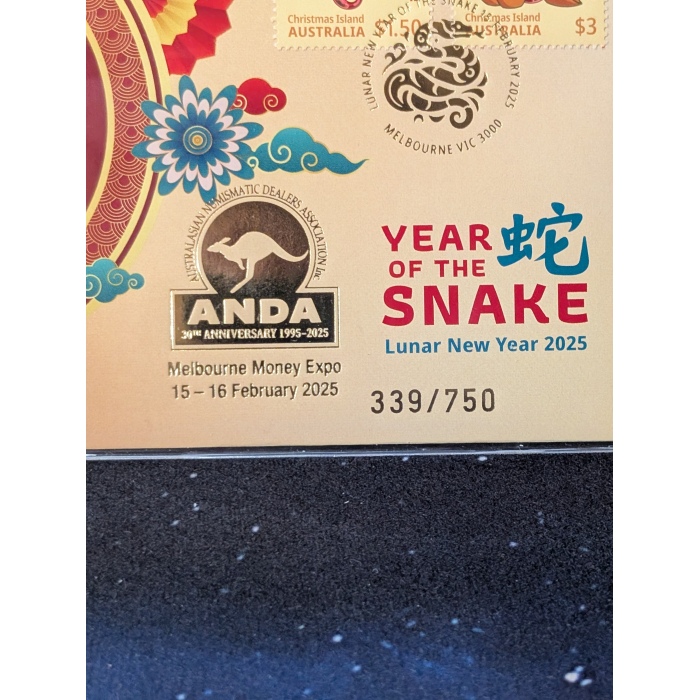 Christmas Island
AUSTRALIA $1.50
Christmas Island
AUSTRALIA $3
LUNAR NEW YEAR OF THE SNAKE FEBRUARY 2025
MELBOURNE VIC 3000
AUSTRALASIAN NUMISMATIC DEALERS ASSOCIATION Inc
ANDA
30TH ANNIVERSARY 1995-2025
Melbourne Money Expo
15 – 16 February 2025
YEAR 蛇
OF THE
SNAKE
Lunar New Year 2025
339/750